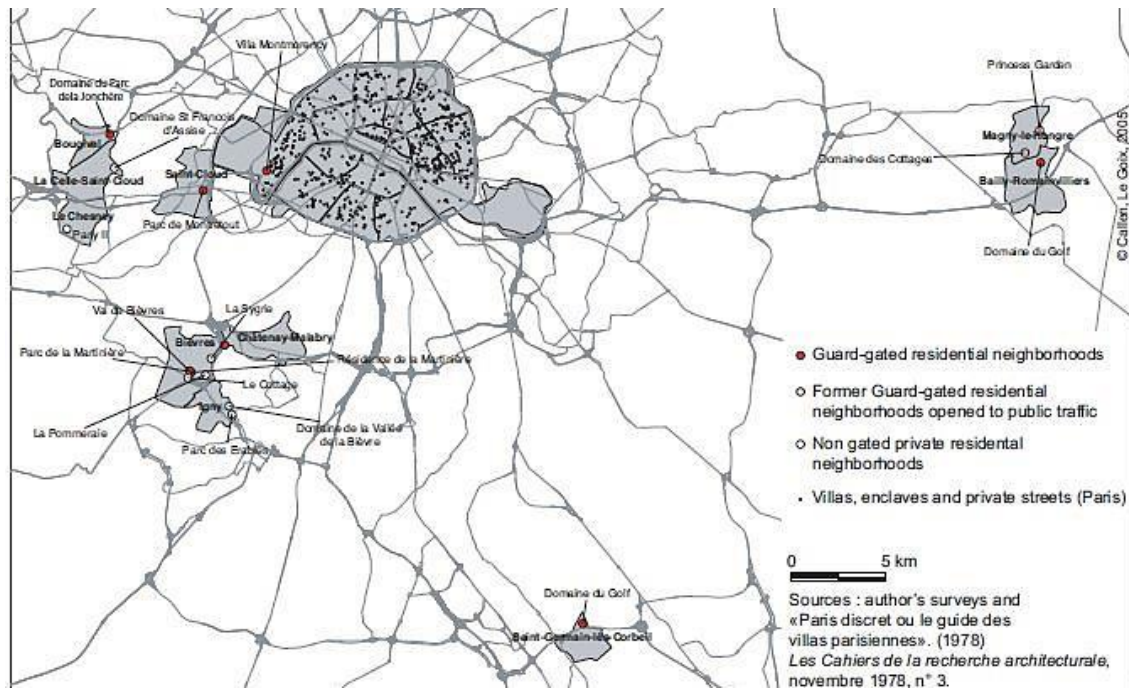 Villa Montmorency
Domaine du Parc
de la Jonchère
Domaine St François
d'Assise
Bougival
La Celle-Saint-Cloud
Saint-Cloud
Le Chesnay
Parly II
Parc de Montretout
Princess Garden
Magny-le-Hongre
Domaine des Cottages
Bailly-Romainvilliers
Domaine du Golf
© Callen, Le Goix, 2005
Val de Bièvres
La Sygrie
Châtenay-Malabry
Bièvres
Parc de la Martinière
Résidence de la Martinière
Le Cottage
Igny
La Pommeraie
Domaine de la Vallée
de la Bièvre
Parc des Erables
Guard-gated residential neighborhoods
Former Guard-gated residential
neighborhoods opened to public traffic
Non gated private residental
neighborhoods
Villas, enclaves and private streets (Paris)
0 5 km
Domaine du Golf
Saint-Germain-lès-Corbeil
Sources : author's surveys and
«Paris discret ou le guide des
villas parisiennes». (1978)
Les Cahiers de la recherche architecturale,
novembre 1978, n° 3.